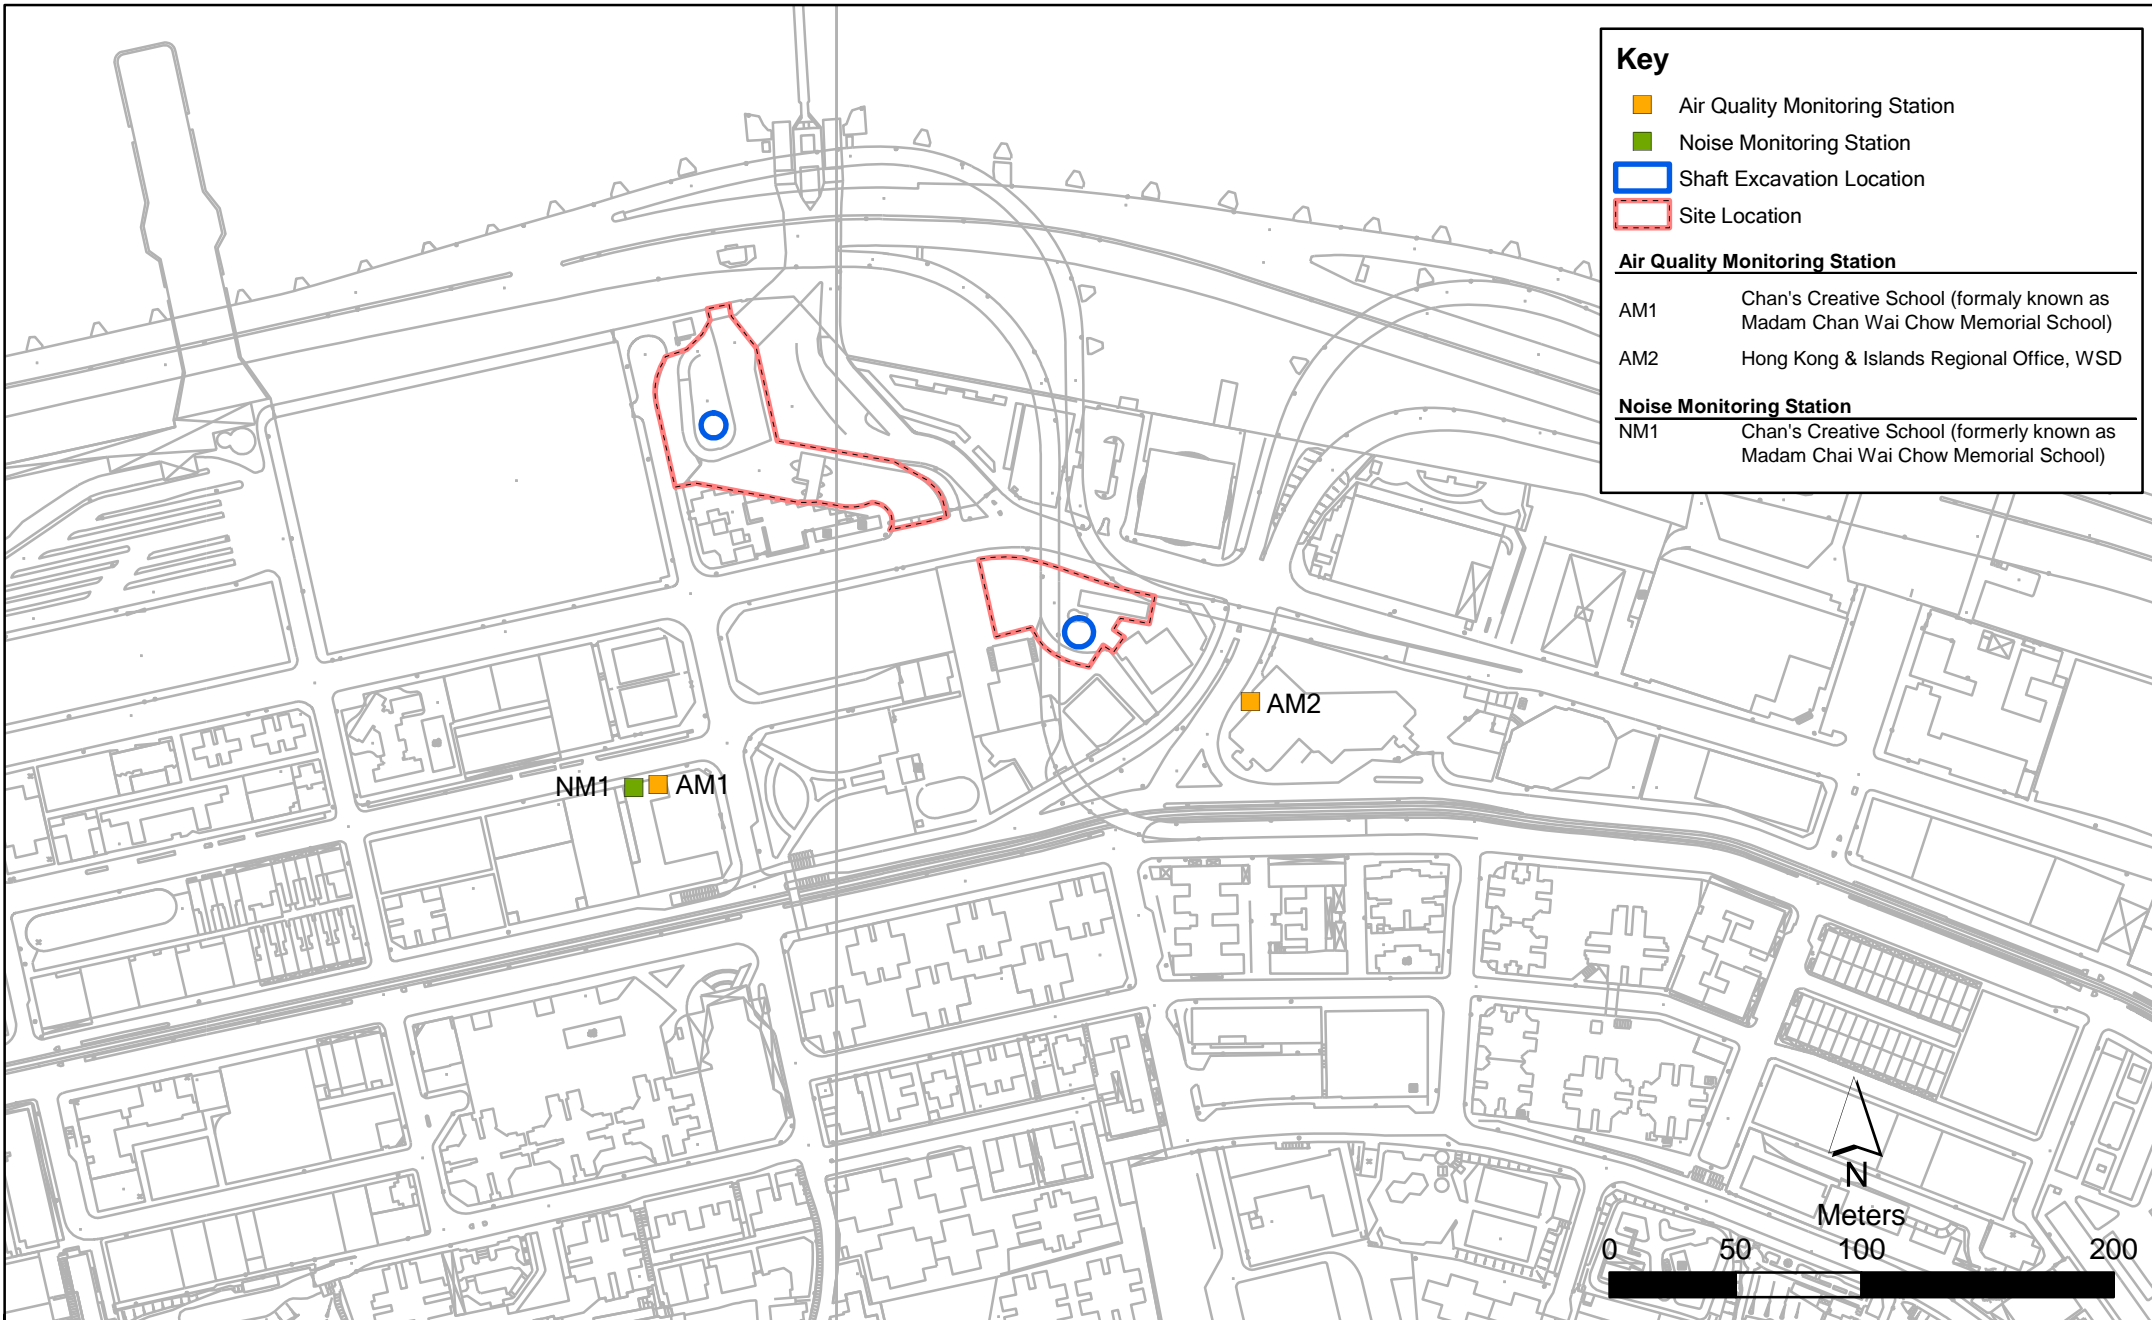 Key
Air Quality Monitoring Station
Noise Monitoring Station
Shaft Excavation Location
Site Location
Air Quality Monitoring Station
AM1 Chan's Creative School (formaly known as
Madam Chan Wai Chow Memorial School)
AM2 Hong Kong & Islands Regional Office, WSD
Noise Monitoring Station
NM1 Chan's Creative School (formerly known as
Madam Chai Wai Chow Memorial School)
AM2
NM1 AM1
N
Meters
0 50 100 200